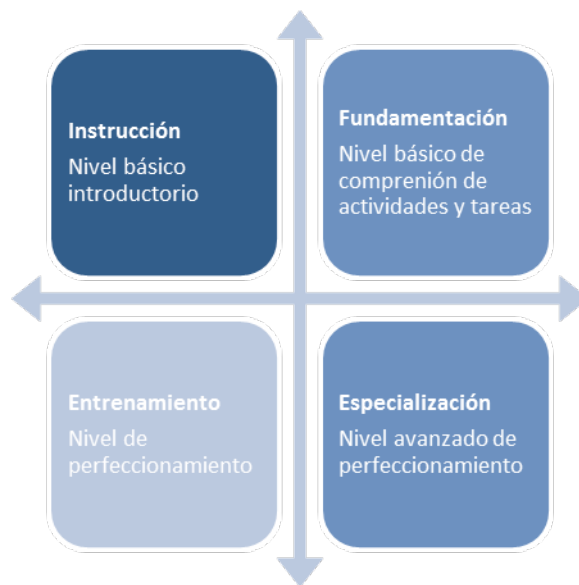 Instrucción
Nivel básico
introductorio
Fundamentación
Nivel básico de
comprenión de
actividades y tareas
Entrenamiento
Nivel de
perfeccionamiento
Especialización
Nivel avanzado de
perfeccionamiento